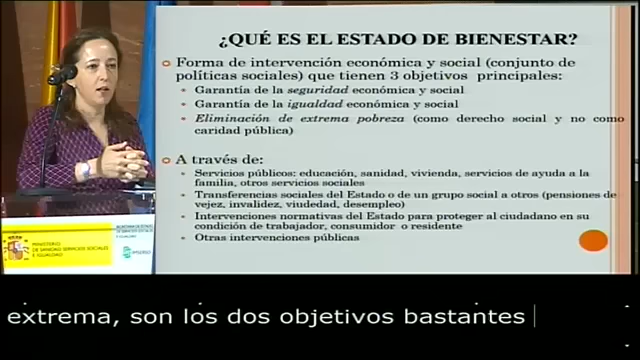 ¿QUÉ ES EL ESTADO DE BIENESTAR?
Forma de intervención económica y social (conjunto de
políticas sociales) que tienen 3 objetivos principales:
Garantía de la seguridad económica y social
Garantía de la igualdad económica y social
Eliminación de extrema pobreza (como derecho social y no como
caridad pública)
A través de:
Servicios públicos: educación, sanidad, vivienda, servicios de ayuda a la
familia, otros servicios sociales
Transferencias sociales del Estado o de un grupo social a otros (pensiones de
vejez, invalidez, viudedad, desempleo)
Intervenciones normativas del Estado para proteger al ciudadano en su
condición de trabajador, consumidor o residente
Otras intervenciones públicas
MINISTERIO
DE SANIDAD, SERVICIOS SOCIALES
E IGUALDAD
extrema, son los dos objetivos bastantes